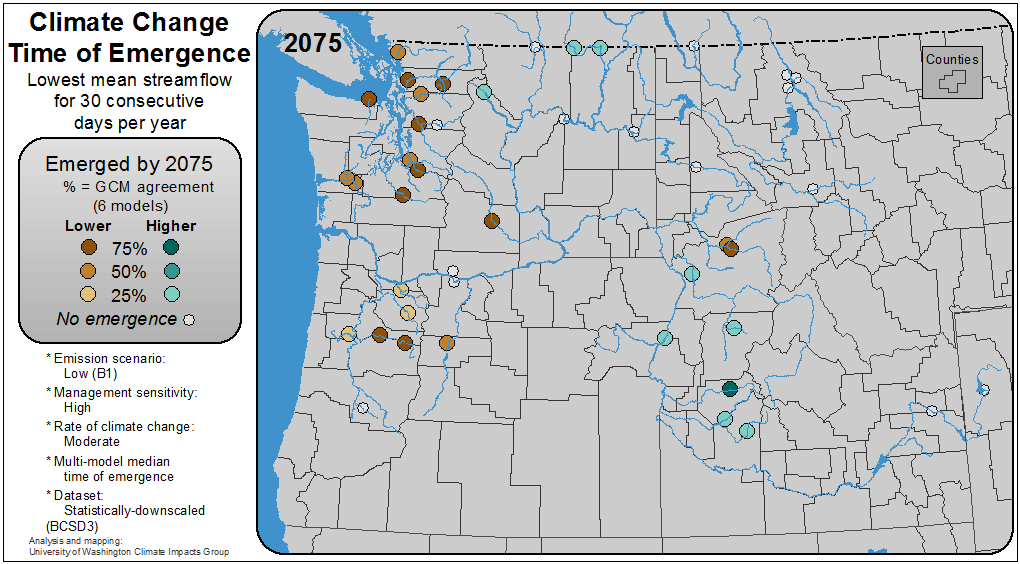 Climate Change
Time of Emergence
Lowest mean streamflow
for 30 consecutive
days per year
Emerged by 2075
% = GCM agreement
(6 models)
Lower Higher
75%
50%
25%
No emergence
* Emission scenario:
Low (B1)
* Management sensitivity:
High
* Rate of climate change:
Moderate
* Multi-model median
time of emergence
* Dataset:
Statistically-downscaled
(BCSD3)
Analysis and mapping:
University of Washington Climate Impacts Group
2075
Counties